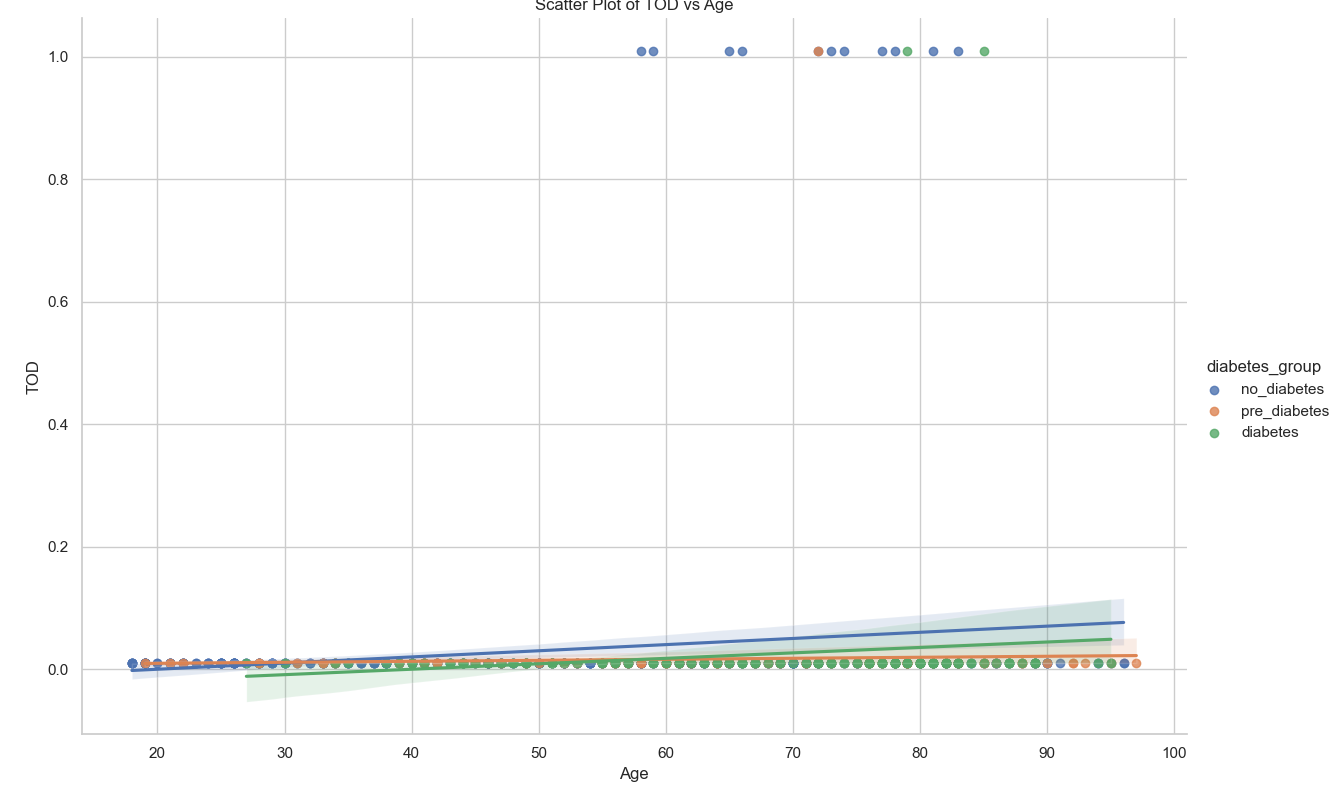 Scatter Plot of TOD vs Age
1.0
0.8
0.6
0.4
0.2
0.0
TOD
20 30 40 50 60 70 80 90 100
Age
diabetes_group
no_diabetes
pre_diabetes
diabetes